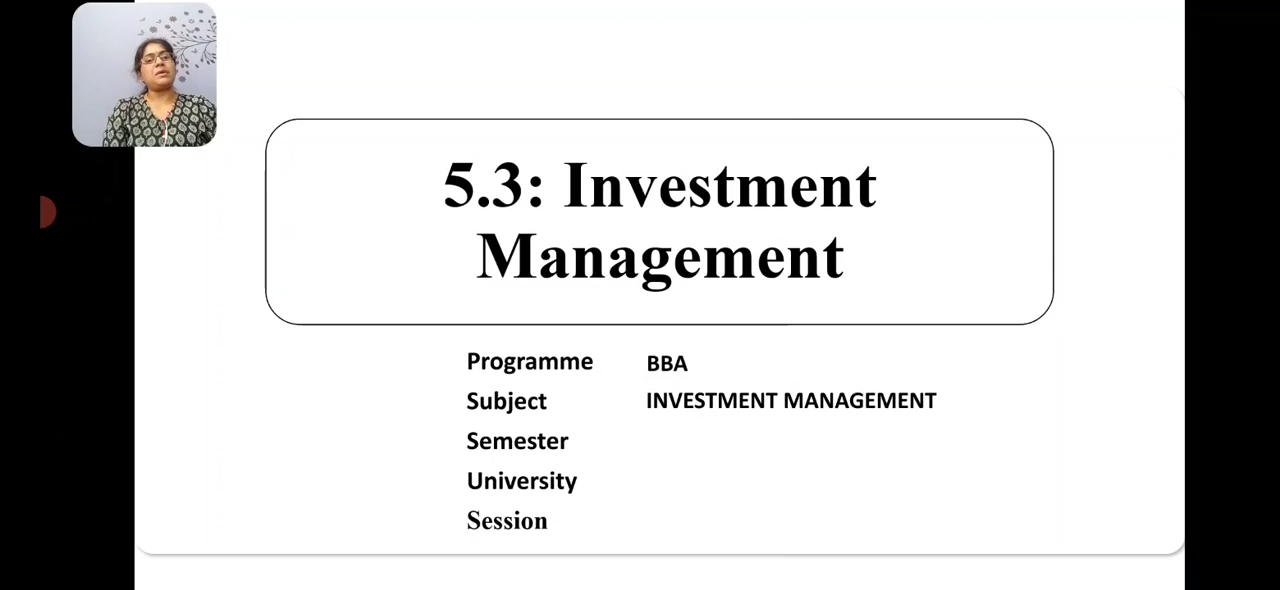 5.3: Investment
Management
Programme BBA
Subject INVESTMENT MANAGEMENT
Semester
University
Session